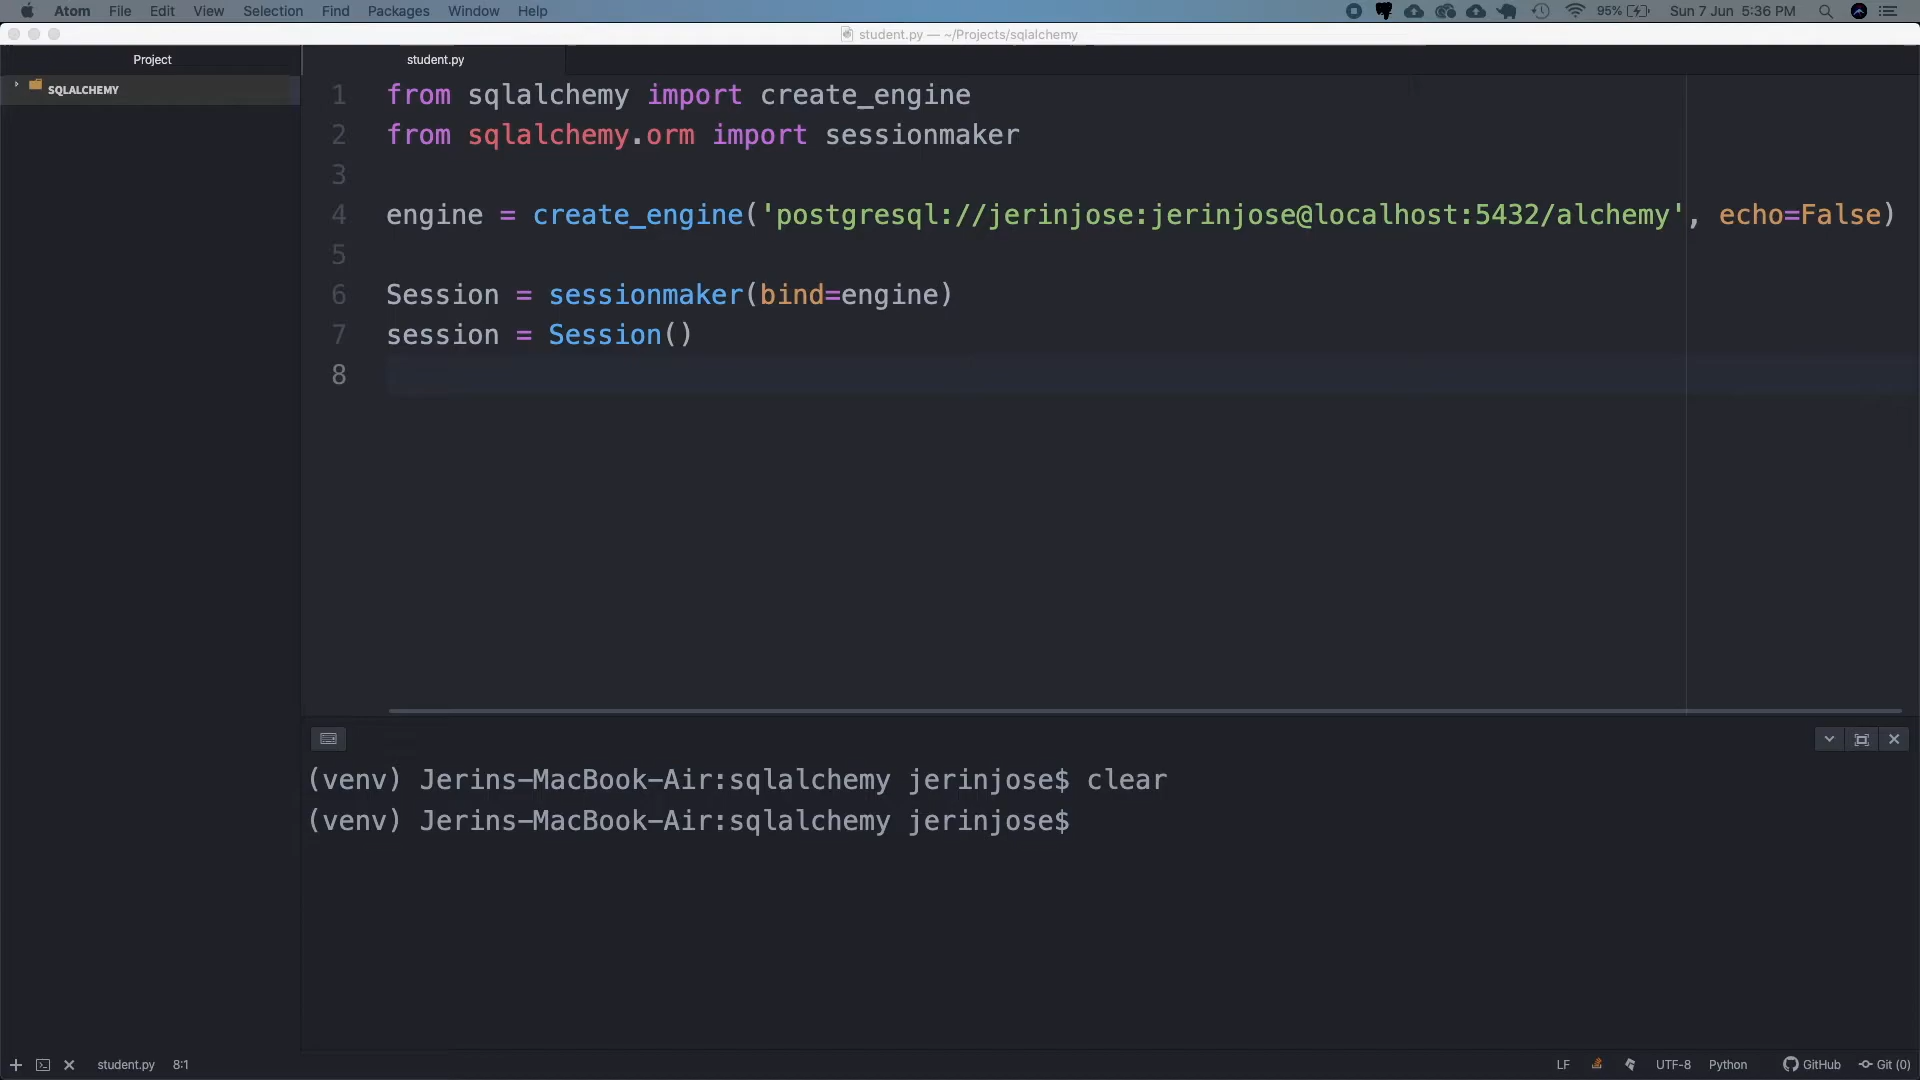 Atom File Edit View Selection Find Packages Window Help 95% Sun 7 Jun 5:36 PM
student.py — ~/Projects/sqlalchemy
Project student.py
SQLALCHEMY
1 from sqlalchemy import create_engine
2 from sqlalchemy.orm import sessionmaker
3
4 engine = create_engine('postgresql://jerinjose:jerinjose@localhost:5432/alchemy', echo=False)
5
6 Session = sessionmaker(bind=engine)
7 session = Session()
8
(venv) Jerins-MacBook-Air:sqlalchemy jerinjose$ clear
(venv) Jerins-MacBook-Air:sqlalchemy jerinjose$
student.py 8:1 LF UTF-8 Python GitHub Git (0)